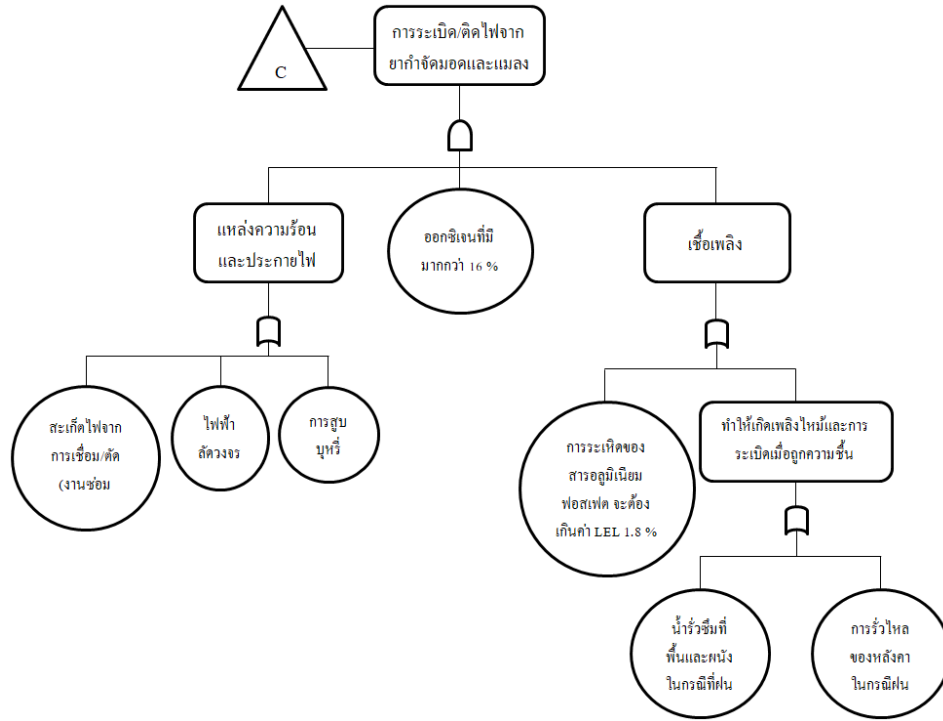 C
การระเบิด/ติดไฟจาก
ยากำจัดมอดและแมลง
แหล่งความร้อน
และประกายไฟ
ออกซิเจนที่มี
มากกว่า 16 %
เชื้อเพลิง
สะเก็ดไฟจาก
การเชื่อม/ตัด
(งานซ่อม
ไฟฟ้า
ลัดวงจร
การสูบ
บุหรี่
การระเหิดของ
สารอลูมิเนียม
ฟอสเฟต จะต้อง
เกินค่า LEL 1.8 %
ทำให้เกิดเพลิงไหม้และการ
ระเบิดเมื่อถูกความชื้น
น้ำรั่วซึมที่
พื้นและผนัง
ในกรณีที่ฝน
การรั่วไหล
ของหลังคา
ในกรณีฝน